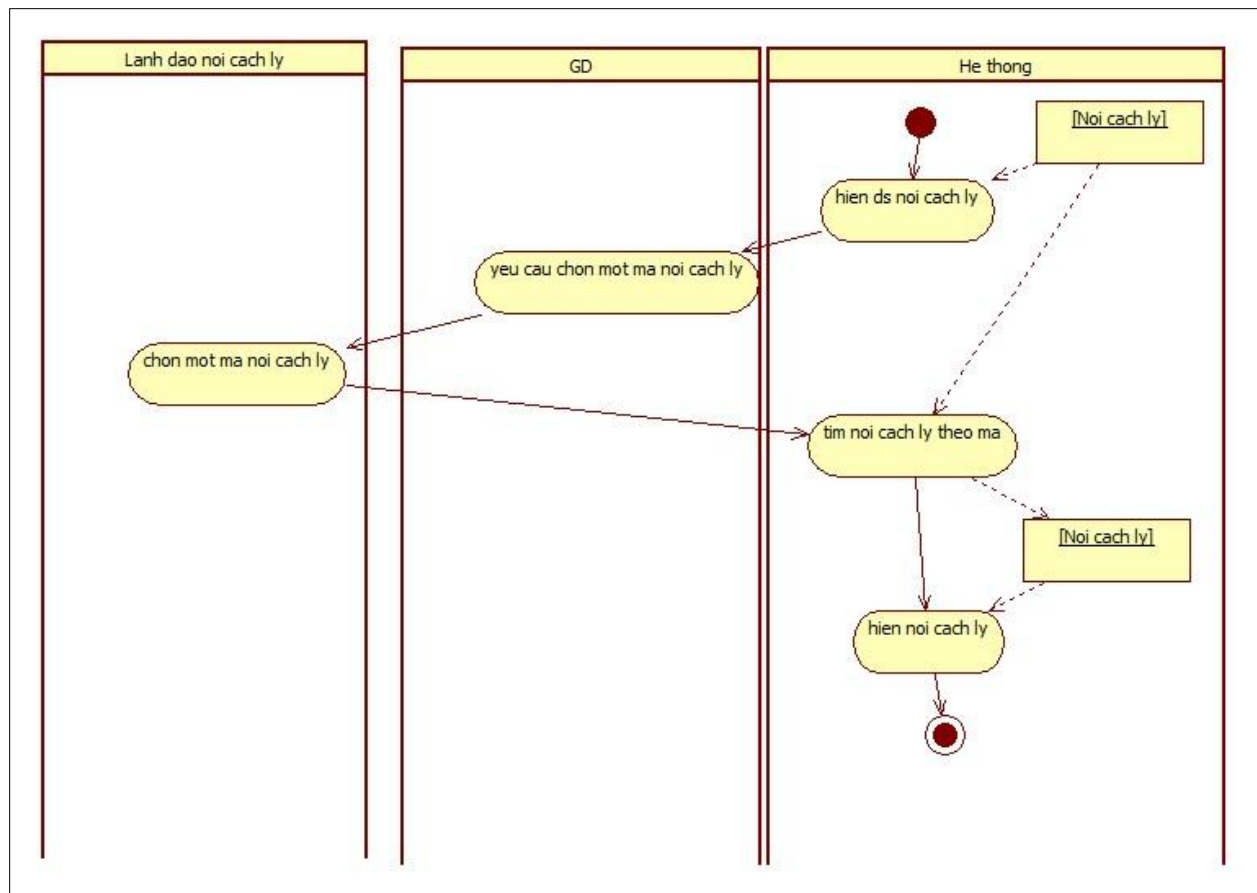 Lanh dao noi cach ly
GD
He thong
[Noi cach ly]
hien ds noi cach ly
yeu cau chon mot ma noi cach ly
chon mot ma noi cach ly
tim noi cach ly theo ma
[Noi cach ly]
hien noi cach ly